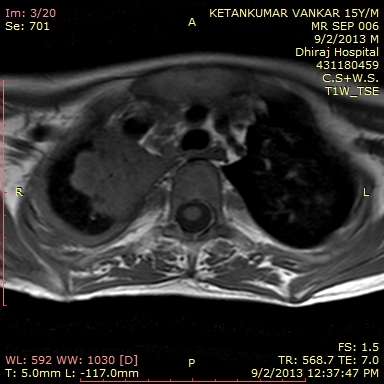 Im: 3/20
Se: 701
A
KETANKUMAR VANKAR 15Y/M
MR SEP 006
9/2/2013 M
Dhiraj Hospital
431180459
C.S+W.S.
T1W_TSE
R
L
WL: 592 WW: 1030 [D]
T: 5.0mm L: -117.0mm
P
FS: 1.5
TR: 568.7 TE: 7.0
9/2/2013 12:37:47 PM